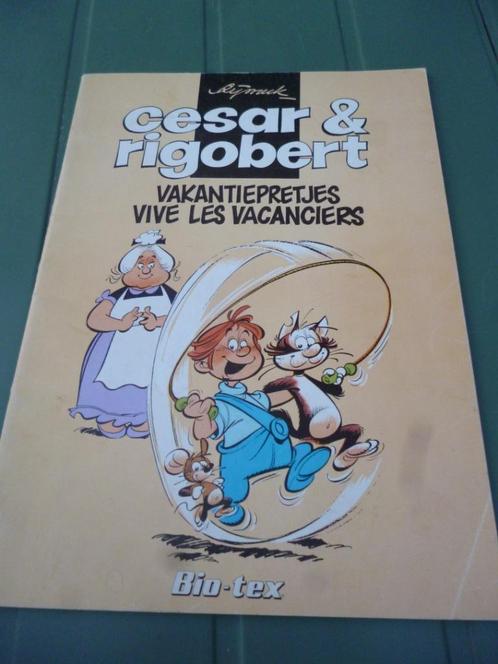 cesar &
rigobert
VAKANTIEPRETJES
VIVE LES VACANCIERS
Bio-tex